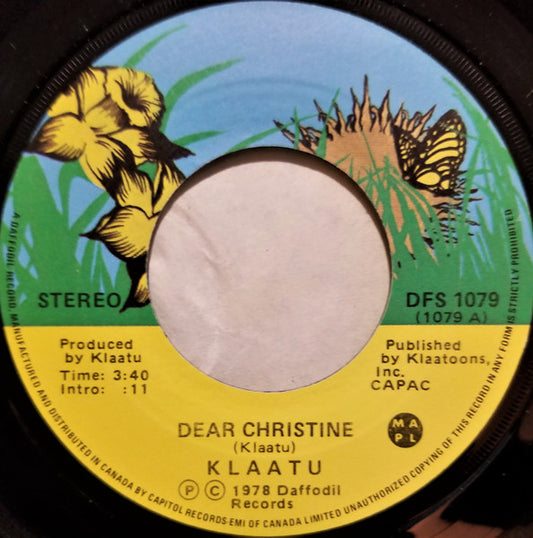 STEREO
DFS 1079
(1079 A)
Produced
by Klaatu
Time: 3:40
Intro: :11
Published
by Klaatoons,
Inc.
CAPAC
DEAR CHRISTINE
(Klaatu)
KLAATU
Ⓟ © 1978 Daffodil
Records
M A
P L
A DAFFODIL RECORD, MANUFACTURED AND DISTRIBUTED IN CANADA BY CAPITOL RECORDS-EMI OF CANADA LIMITED UNAUTHORIZED COPYING OF THIS RECORD IN ANY FORM IS STRICTLY PROHIBITED